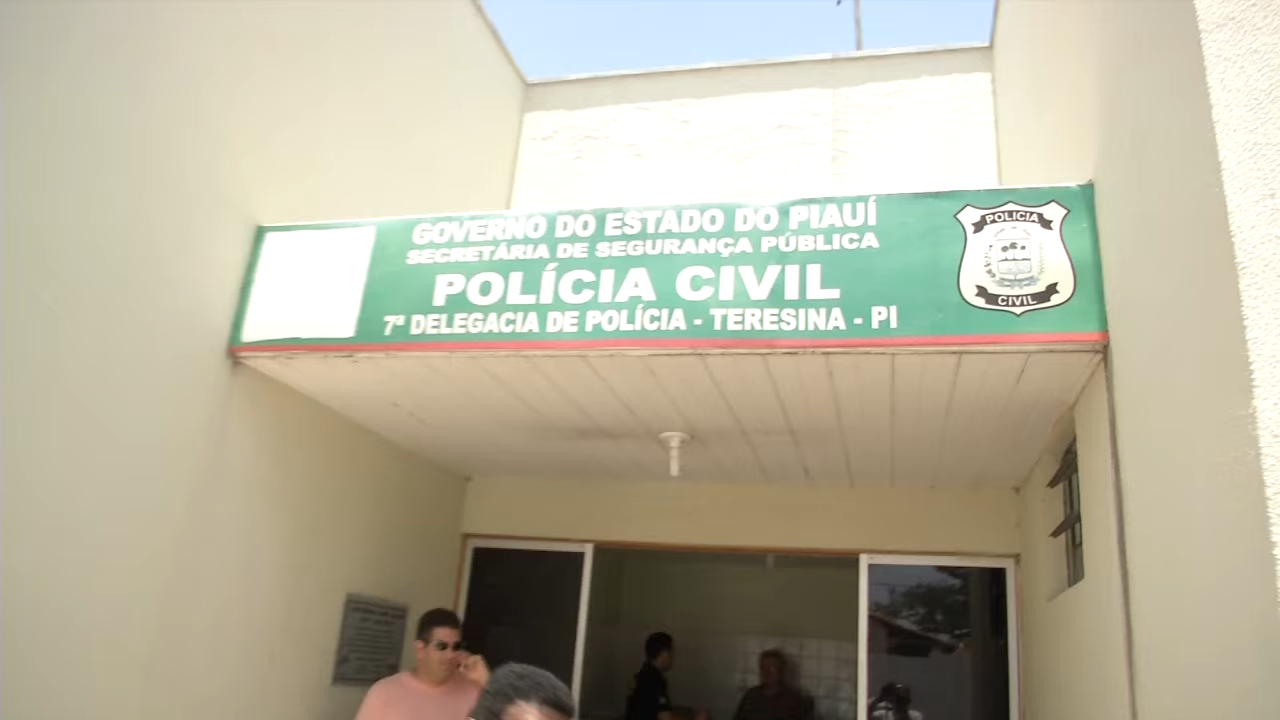 GOVERNO DO ESTADO DO PIAUÍ
SECRETÁRIA DE SEGURANÇA PÚBLICA
POLÍCIA CIVIL
7ª DELEGACIA DE POLÍCIA - TERESINA - PI
POLICIA
CIVIL